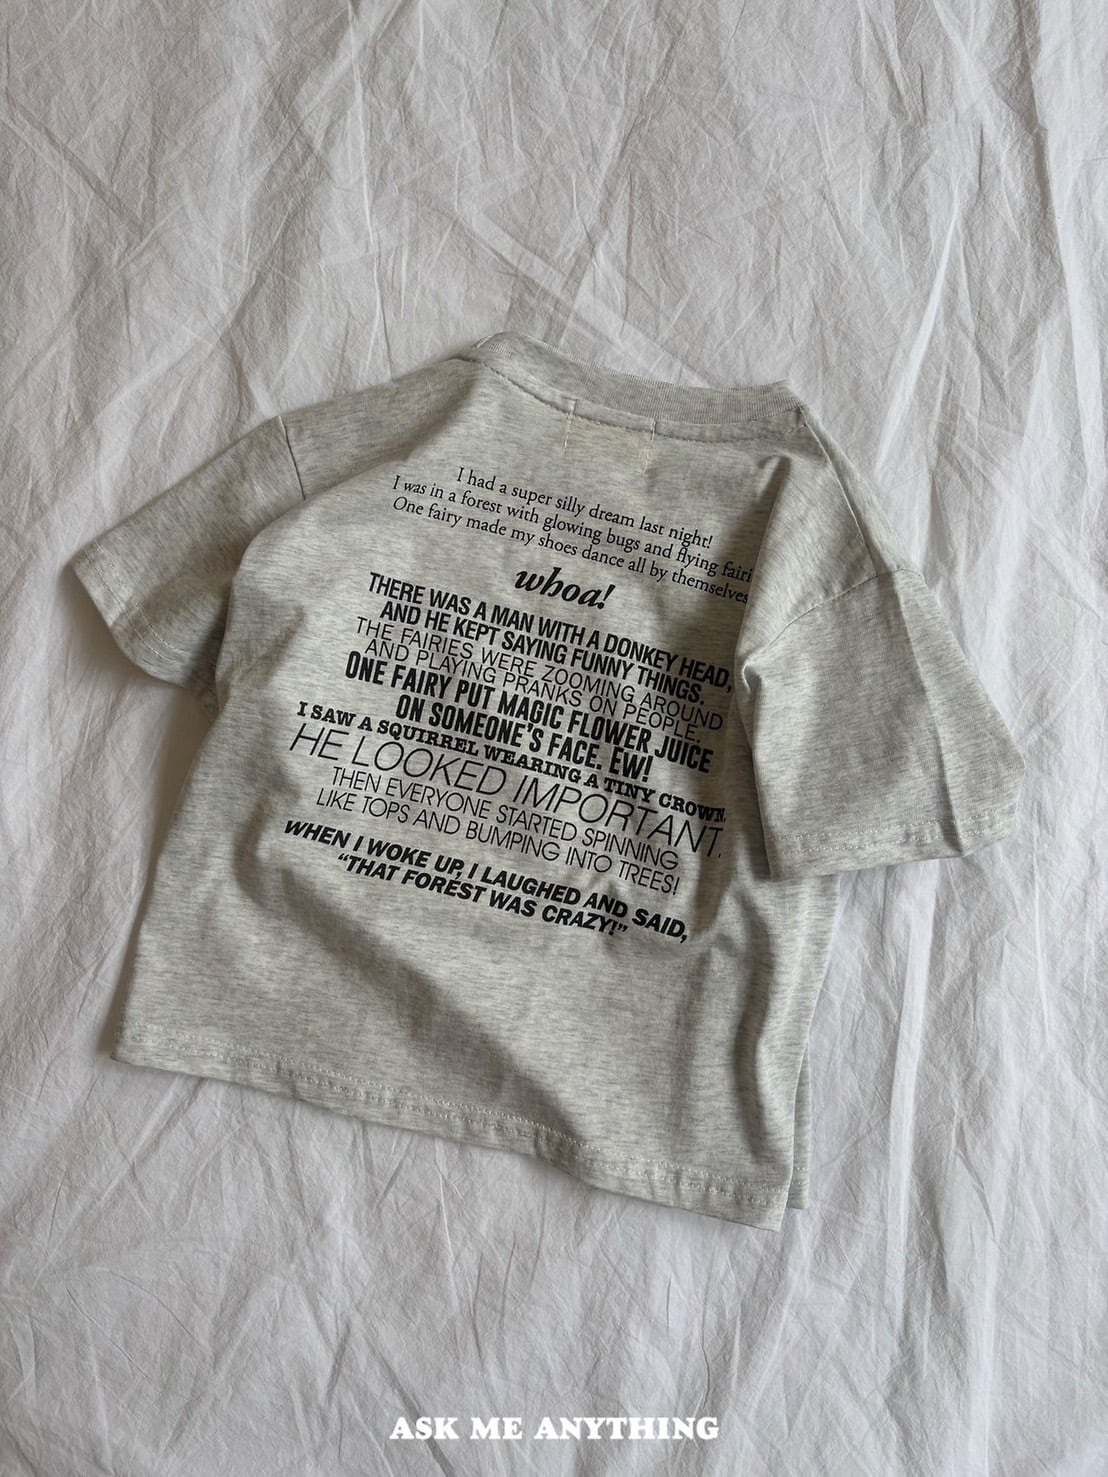 I had a super silly dream last night!
I was in a forest with glowing bugs and flying fairi
One fairy made my shoes dance all by themselves
whoa!
THERE WAS A MAN WITH A DONKEY HEAD,
AND HE KEPT SAYING FUNNY THINGS.
THE FAIRIES WERE ZOOMING AROUND
AND PLAYING PRANKS ON PEOPLE.
ONE FAIRY PUT MAGIC FLOWER JUICE
ON SOMEONE'S FACE. EW!
I SAW A SQUIRREL WEARING A TINY CROWN.
HE LOOKED IMPORTANT.
THEN EVERYONE STARTED SPINNING
LIKE TOPS AND BUMPING INTO TREES!
WHEN I WOKE UP, I LAUGHED AND SAID,
“THAT FOREST WAS CRAZY!”
ASK ME ANYTHING